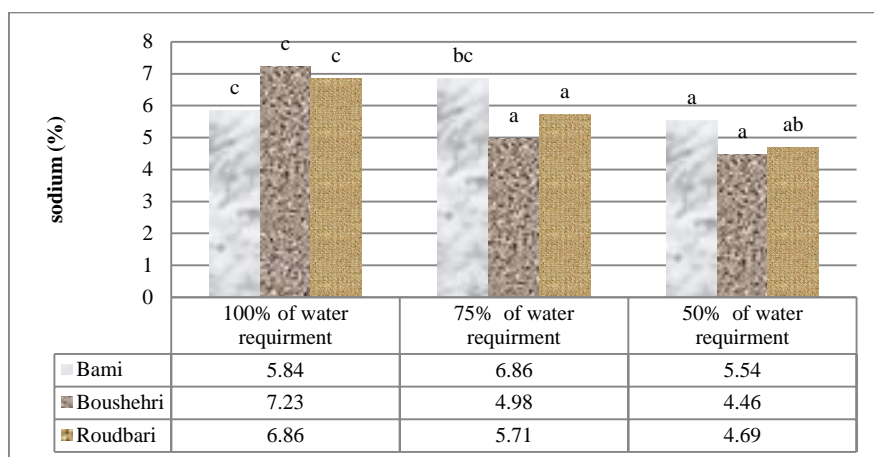 sodium (%)
8
7
6
5
4
3
2
1
0
c
c
c
bc
a
a
a
a
ab
100% of water
requirment
75% of water
requirment
50% of water
requirment
Bami 5.84 6.86 5.54
Boushehri 7.23 4.98 4.46
Roudbari 6.86 5.71 4.69